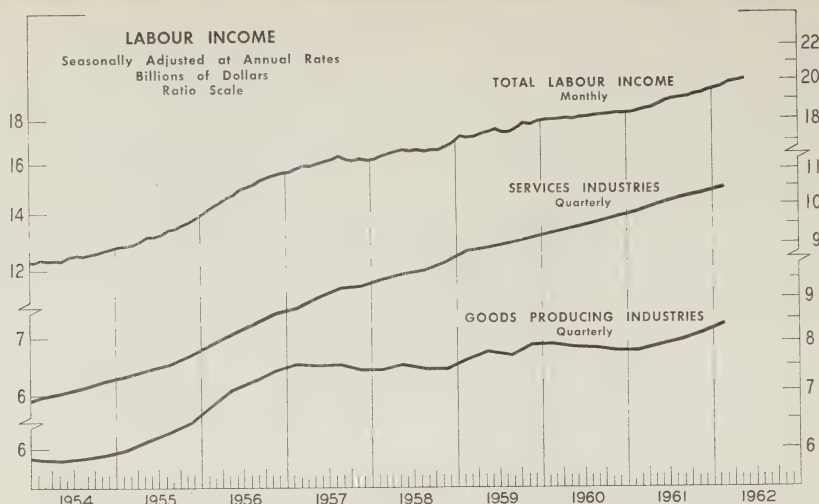 LABOUR INCOME
Seasonally Adjusted at Annual Rates
Billions of Dollars
Ratio Scale
TOTAL LABOUR INCOME
Monthly
SERVICES INDUSTRIES
Quarterly
GOODS PRODUCING INDUSTRIES
Quarterly
18
16
14
12
7
6
6
22
20
18
11
10
9
9
8
7
6
1954 1955 1956 1957 1958 1959 1960 1961 1962